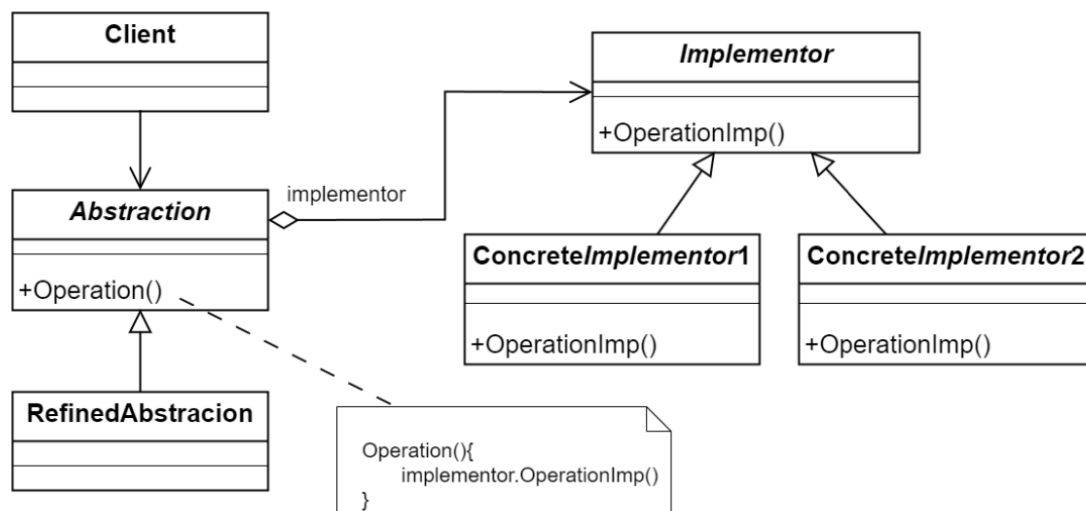 Client
Abstraction
+Operation()
RefinedAbstracion
implementor
Implementor
+OperationImp()
ConcreteImplementor1
+OperationImp()
ConcreteImplementor2
+OperationImp()
Operation(){
implementor.OperationImp()
}